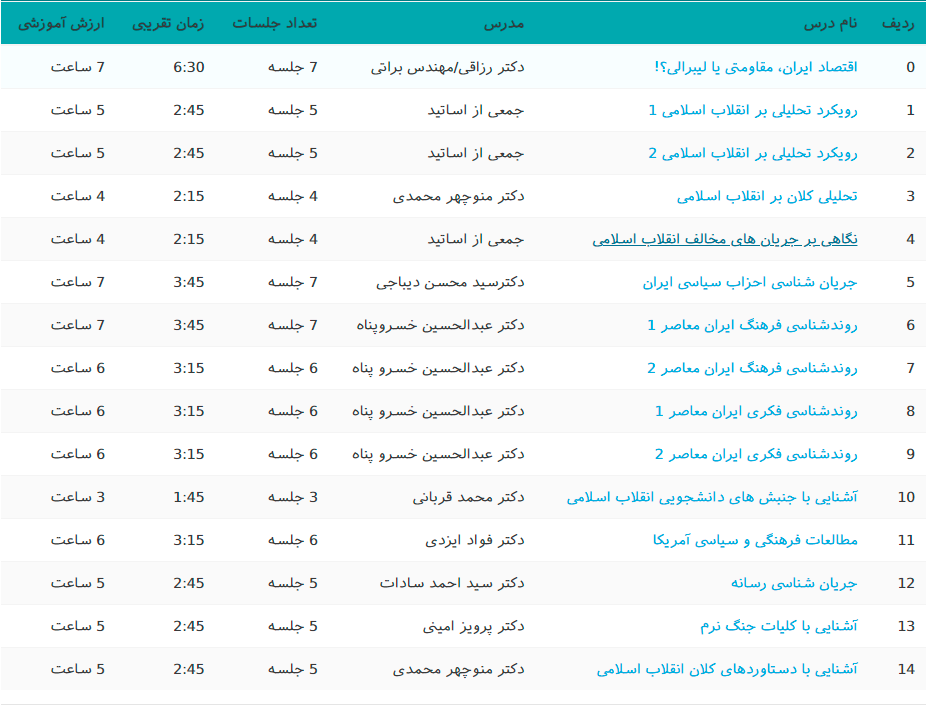 ردیف نام درس مدرس تعداد جلسات زمان تقریبی ارزش آموزشی
0 اقتصاد ایران، مقاومتی یا لیبرالی؟! دکتر رزاقی/مهندس براتی 7 جلسه 6:30 7 ساعت
1 رویکرد تحلیلی بر انقلاب اسلامی 1 جمعی از اساتید 5 جلسه 2:45 5 ساعت
2 رویکرد تحلیلی بر انقلاب اسلامی 2 جمعی از اساتید 5 جلسه 2:45 5 ساعت
3 تحلیلی کلان بر انقلاب اسلامی دکتر منوچهر محمدی 4 جلسه 2:15 4 ساعت
4 نگاهی بر جریان های مخالف انقلاب اسلامی جمعی از اساتید 4 جلسه 2:15 4 ساعت
5 جریان شناسی احزاب سیاسی ایران دکترسید محسن دیباجی 7 جلسه 3:45 7 ساعت
6 روندشناسی فرهنگ ایران معاصر 1 دکتر عبدالحسین خسروپناه 7 جلسه 3:45 7 ساعت
7 روندشناسی فرهنگ ایران معاصر 2 دکتر عبدالحسین خسرو پناه 6 جلسه 3:15 6 ساعت
8 روندشناسی فکری ایران معاصر 1 دکتر عبدالحسین خسرو پناه 6 جلسه 3:15 6 ساعت
9 روندشناسی فکری ایران معاصر 2 دکتر عبدالحسین خسرو پناه 6 جلسه 3:15 6 ساعت
10 آشنایی با جنبش های دانشجویی انقلاب اسلامی دکتر محمد قربانی 3 جلسه 1:45 3 ساعت
11 مطالعات فرهنگی و سیاسی آمریکا دکتر فواد ایزدی 6 جلسه 3:15 6 ساعت
12 جریان شناسی رسانه دکتر سید احمد سادات 5 جلسه 2:45 5 ساعت
13 آشنایی با کلیات جنگ نرم دکتر پرویز امینی 5 جلسه 2:45 5 ساعت
14 آشنایی با دستاوردهای کلان انقلاب اسلامی دکتر منوچهر محمدی 5 جلسه 2:45 5 ساعت